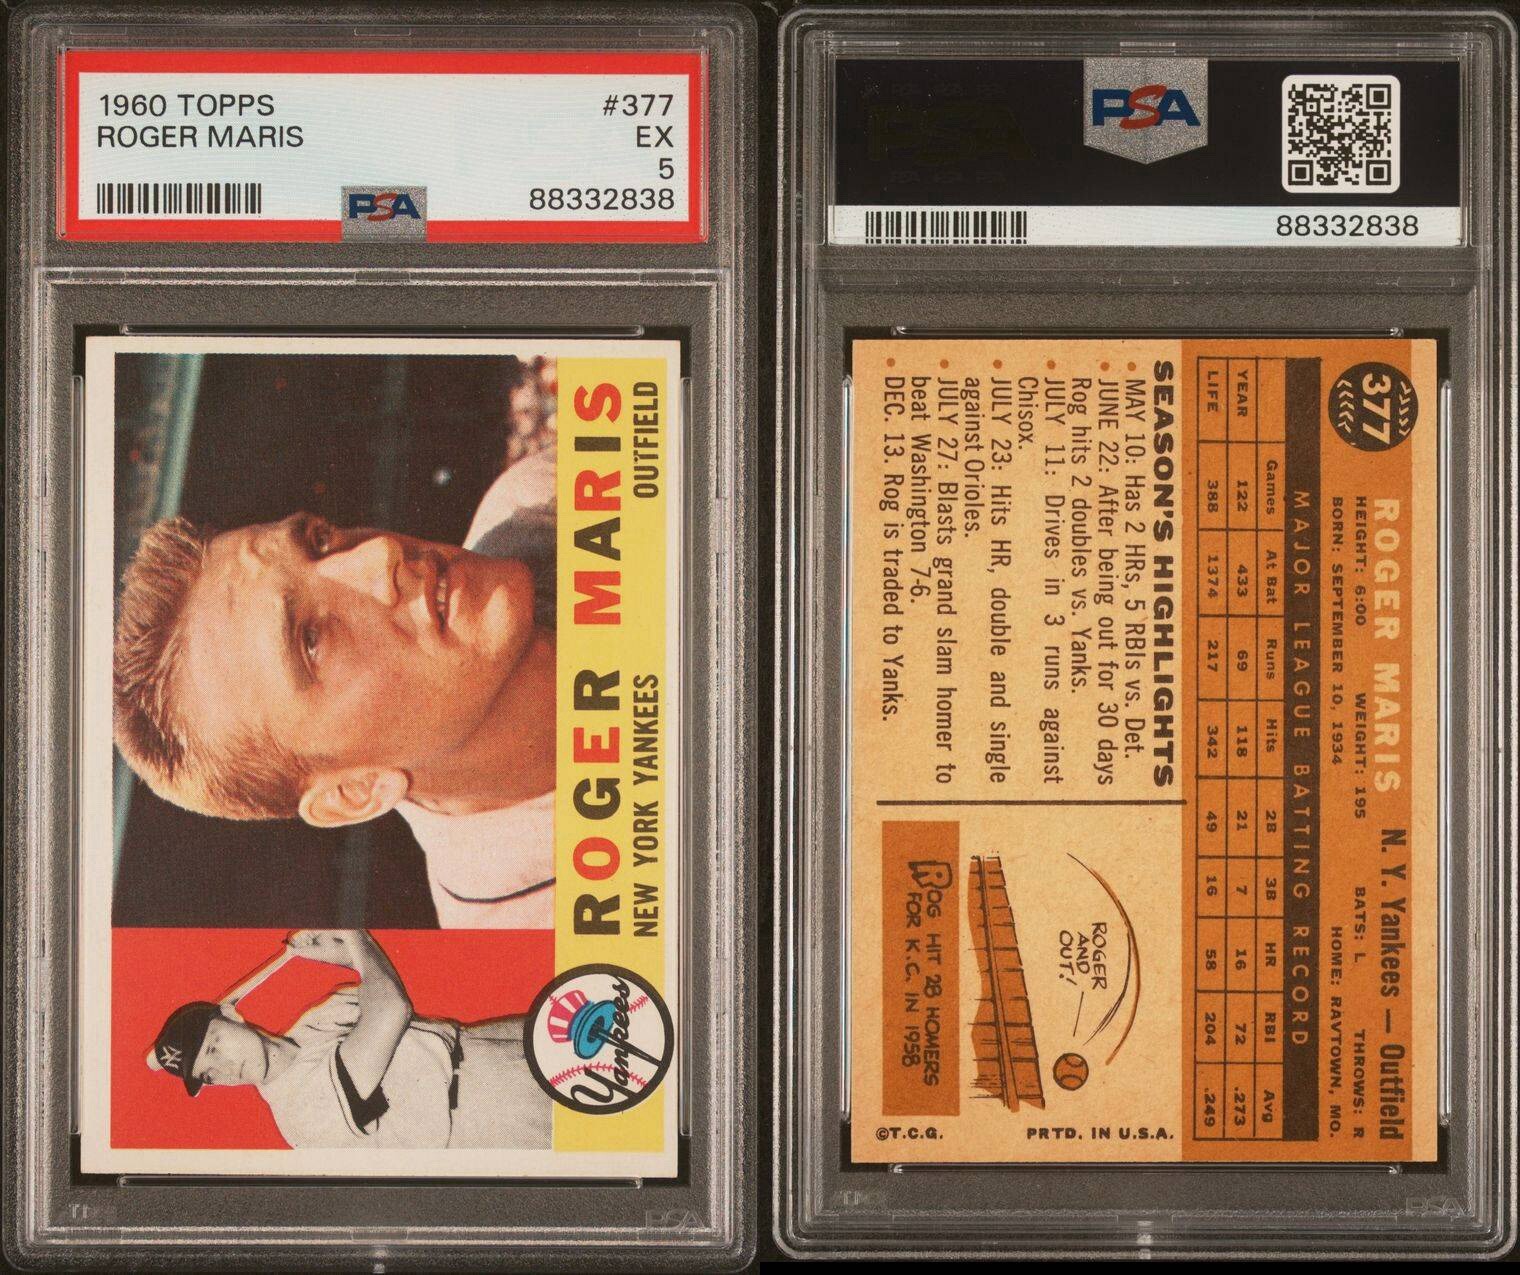 1960 TOPPS #377
ROGER MARIS EX
5
88332838
PSA
ROGER MARIS
NEW YORK YANKEES OUTFIELD
Yankees
NY
PSA
PSA
88332838
377
ROGER MARIS N. Y. Yankees — Outfield
HEIGHT: 6:00 WEIGHT: 195 BATS: L THROWS: R
BORN: SEPTEMBER 10, 1934 HOME: RAYTOWN, MO.
MAJOR LEAGUE BATTING RECORD
Games At Bat Runs Hits 2B 3B HR RBI Avg
YEAR 122 433 69 118 21 7 16 72 .273
LIFE 388 1374 217 342 49 16 58 204 .249
SEASON'S HIGHLIGHTS
• MAY 10: Has 2 HRs, 5 RBIs vs. Det.
• JUNE 22: After being out for 30 days
Rog hits 2 doubles vs. Yanks.
• JULY 11: Drives in 3 runs against
Chisox.
• JULY 23: Hits HR, double and single
against Orioles.
• JULY 27: Blasts grand slam homer to
beat Washington 7-6.
• DEC. 13. Rog is traded to Yanks.
ROGER
AND
OUT!
ROG HIT 28 HOMERS
FOR K.C. IN 1958
©T.C.G. PRTD. IN U.S.A.
PSA